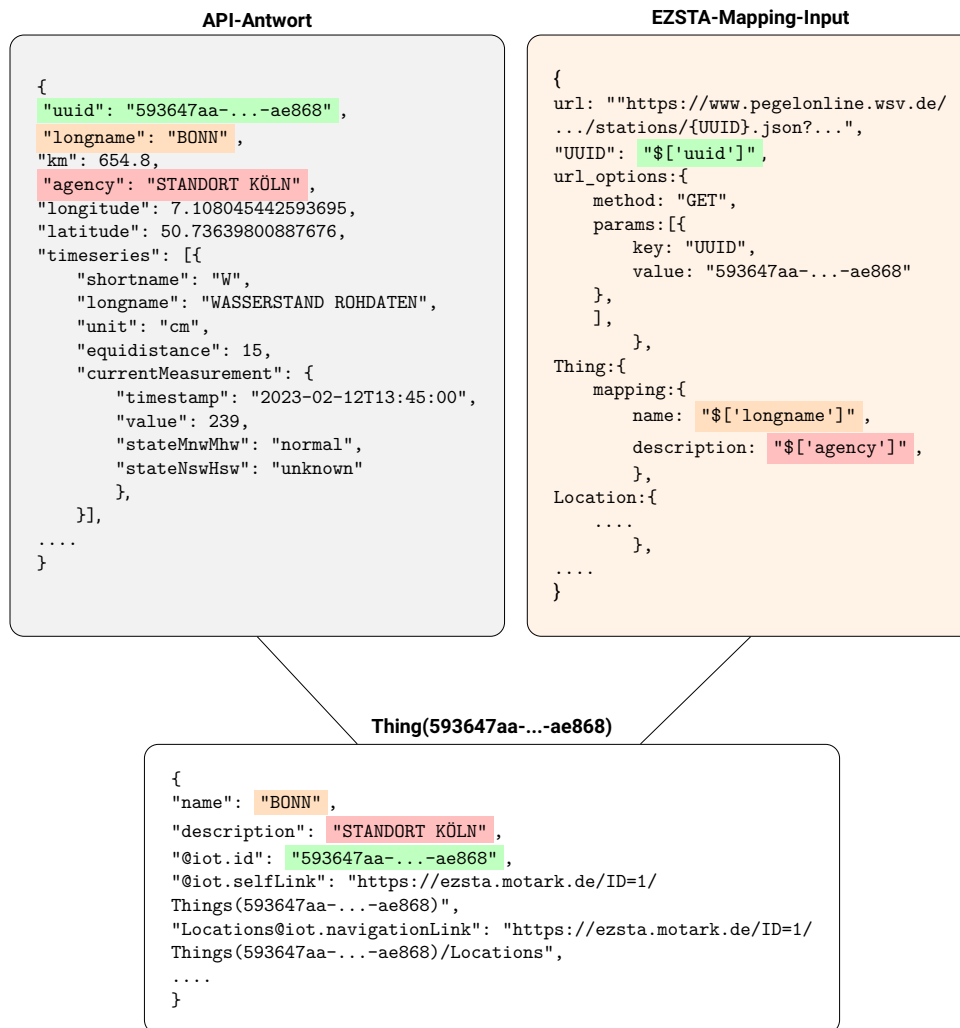 API-Antwort
{
"uuid": "593647aa-...-ae868",
"longname": "BONN",
"km": 654.8,
"agency": "STANDORT KÖLN",
"longitude": 7.108045442593695,
"latitude": 50.73639800887676,
"timeseries": [{
"shortname": "W",
"longname": "WASSERSTAND ROHDATEN",
"unit": "cm",
"equidistance": 15,
"currentMeasurement": {
"timestamp": "2023-02-12T13:45:00",
"value": 239,
"stateMnwMhw": "normal",
"stateNswHsw": "unknown"
},
}],
....
}
EZSTA-Mapping-Input
{
url: ""https://www.pegelonline.wsv.de/
.../stations/{UUID}.json?...",
"UUID": "$['uuid']",
url_options:{
method: "GET",
params:[{
key: "UUID",
value: "593647aa-...-ae868"
},
],
},
Thing:{
mapping:{
name: "$['longname']",
description: "$['agency']",
},
Location:{
....
},
....
}
Thing(593647aa-...-ae868)
{
"name": "BONN",
"description": "STANDORT KÖLN",
"@iot.id": "593647aa-...-ae868",
"@iot.selfLink": "https://ezsta.motark.de/ID=1/
Things(593647aa-...-ae868)",
"Locations@iot.navigationLink": "https://ezsta.motark.de/ID=1/
Things(593647aa-...-ae868)/Locations",
....
}